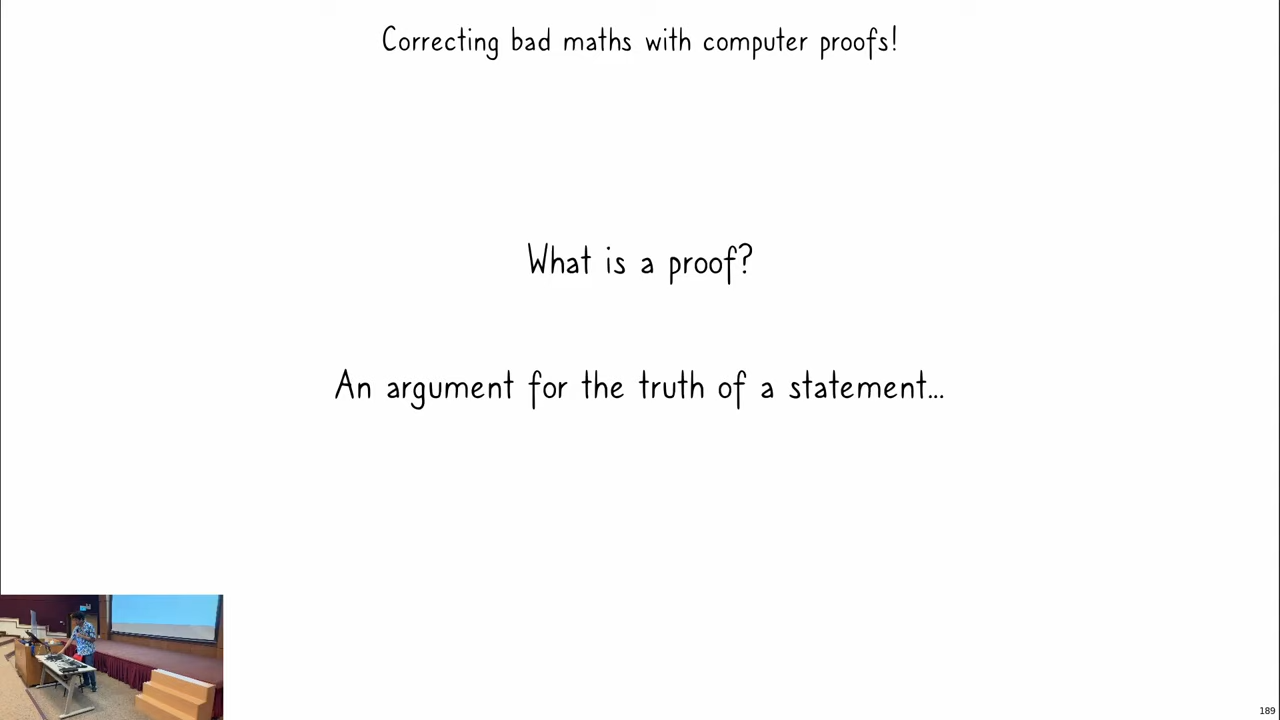 Correcting bad maths with computer proofs!
What is a proof?
An argument for the truth of a statement...
189